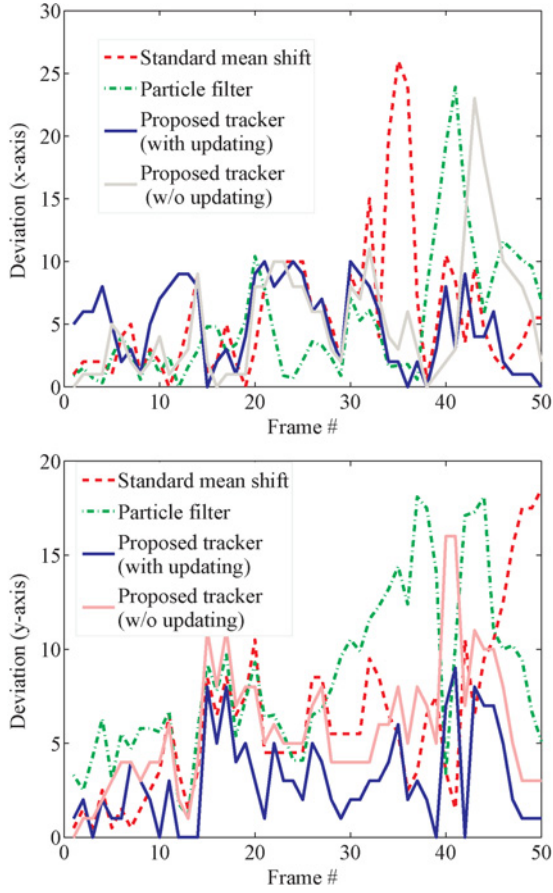 30
25
20
15
10
5
0
Deviation (x-axis)
Standard mean shift
Particle filter
Proposed tracker
(with updating)
Proposed tracker
(w/o updating)
0 10 20 30 40 50
Frame #
20
15
10
5
0
Deviation (y-axis)
Standard mean shift
Particle filter
Proposed tracker
(with updating)
Proposed tracker
(w/o updating)
0 10 20 30 40 50
Frame #